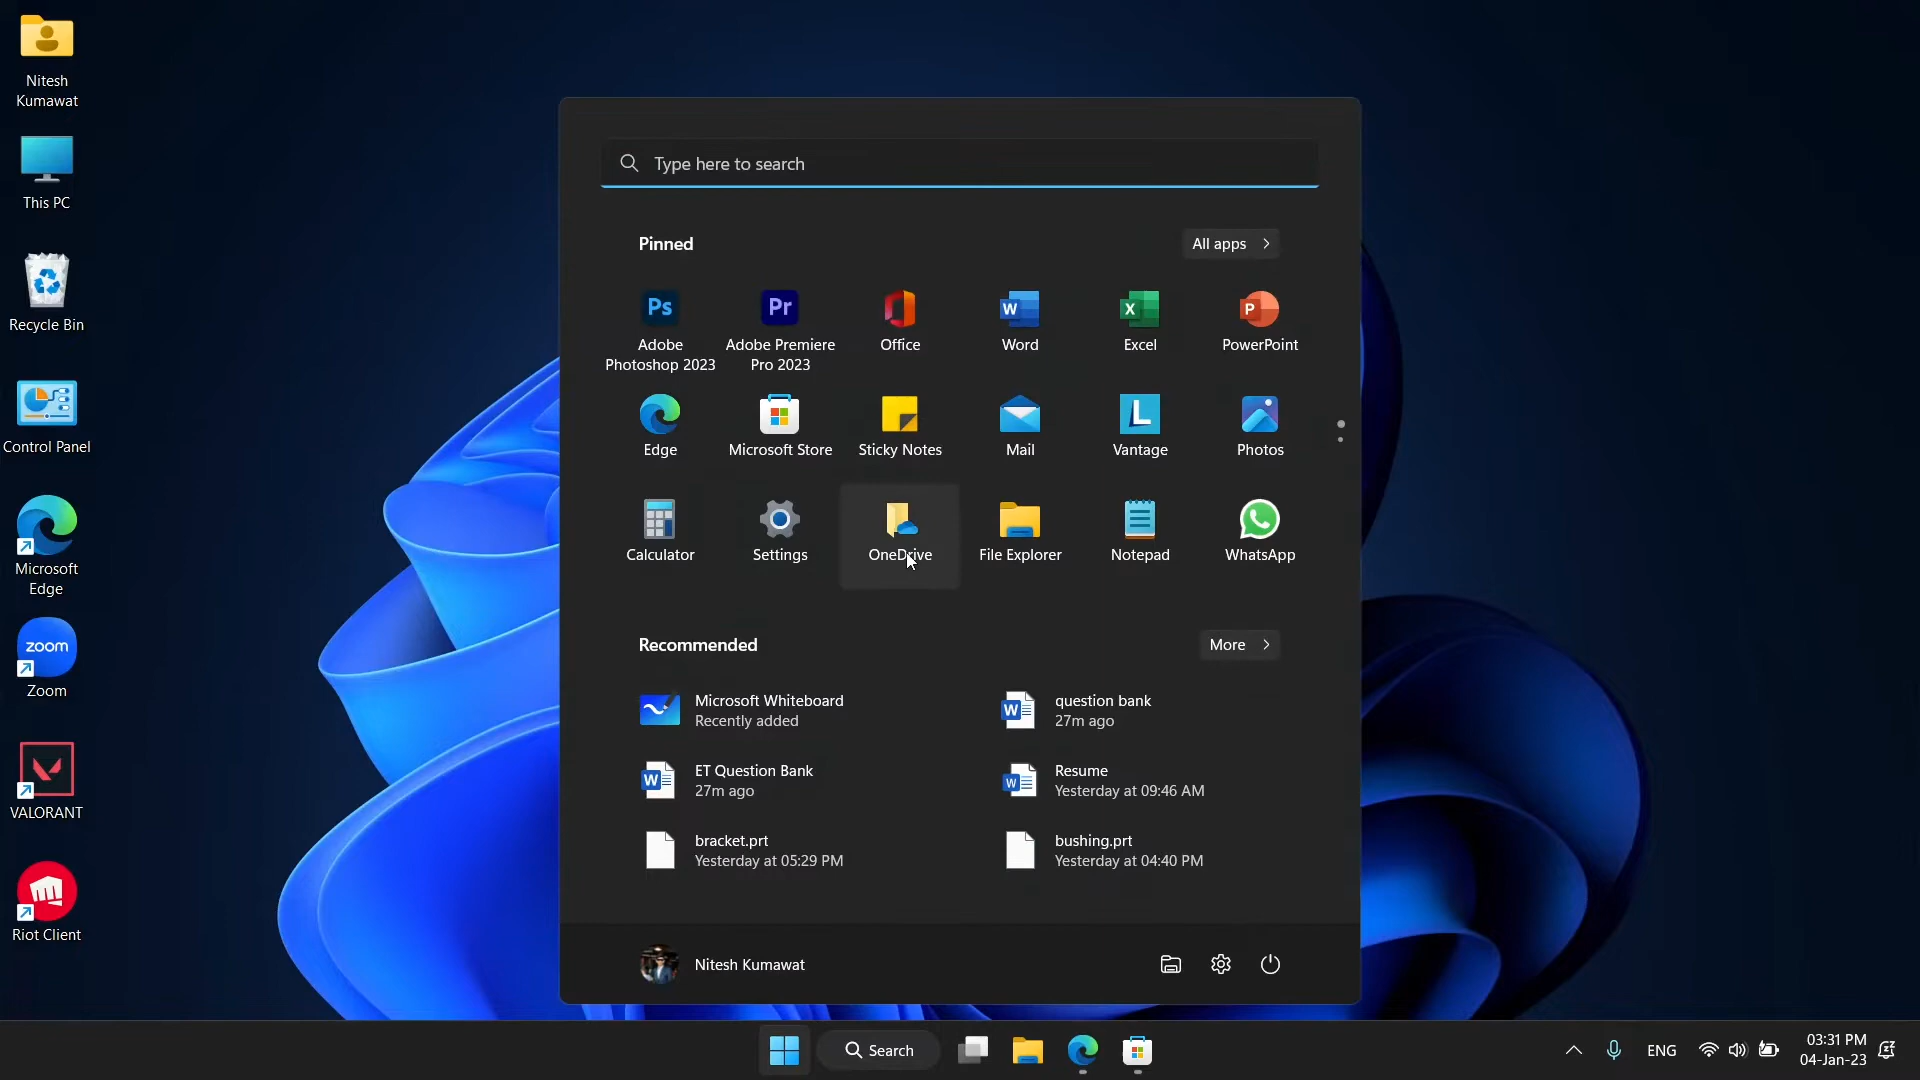 Nitesh
Kumawat
This PC
Recycle Bin
Control Panel
Microsoft
Edge
zoom
Zoom
VALORANT
Riot Client
Type here to search
Pinned
All apps
Ps
Adobe
Photoshop 2023
Pr
Adobe Premiere
Pro 2023
Office
W
Word
X
Excel
P
PowerPoint
Edge
Microsoft Store
Sticky Notes
Mail
L
Vantage
Photos
Calculator
Settings
OneDrive
File Explorer
Notepad
WhatsApp
Recommended
More
Microsoft Whiteboard
Recently added
W
question bank
27m ago
W
ET Question Bank
27m ago
W
Resume
Yesterday at 09:46 AM
bracket.prt
Yesterday at 05:29 PM
bushing.prt
Yesterday at 04:40 PM
Nitesh Kumawat
Search
ENG
03:31 PM
04-Jan-23